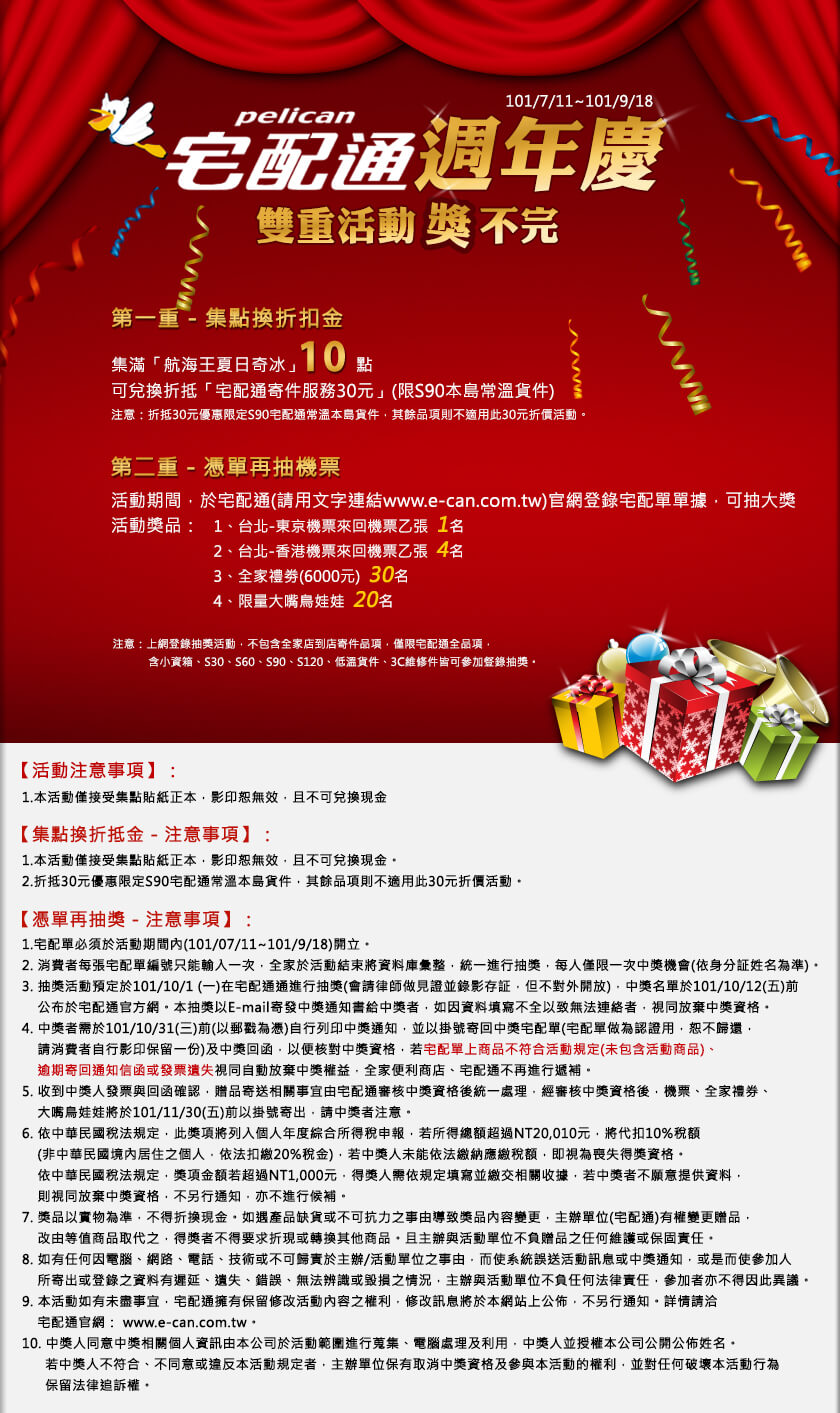 101/7/11~101/9/18
pelican
宅配通週年慶
雙重活動 獎不完
第一重 - 集點換折扣金
集滿「航海王夏日奇冰」10 點
可兌換折抵「宅配通寄件服務30元」(限S90本島常溫貨件)
注意：折抵30元優惠限定S90宅配通常溫本島貨件，其餘品項則不適用此30元折價活動。
第二重 - 憑單再抽機票
活動期間，於宅配通(請用文字連結www.e-can.com.tw)官網登錄宅配單單據，可抽大獎
活動獎品： 1、台北-東京機票來回機票乙張 1名
2、台北-香港機票來回機票乙張 4名
3、全家禮劵(6000元) 30名
4、限量大嘴鳥娃娃 20名
注意：上網登錄抽獎活動，不包含全家店到店寄件品項，僅限宅配通全品項，
含小資箱、S30、S60、S90、S120、低溫貨件、3C維修件皆可參加登錄抽獎。
【活動注意事項】：
1.本活動僅接受集點貼紙正本，影印恕無效，且不可兌換現金
【集點換折抵金 - 注意事項】：
1.本活動僅接受集點貼紙正本，影印恕無效，且不可兌換現金。
2.折抵30元優惠限定S90宅配通常溫本島貨件，其餘品項則不適用此30元折價活動。
【憑單再抽獎 - 注意事項】：
1.宅配單必須於活動期間內(101/07/11~101/9/18)開立。
2. 消費者每張宅配單編號只能輸入一次，全家於活動結束將資料庫彙整，統一進行抽獎，每人僅限一次中獎機會(依身分証姓名為準)。
3. 抽獎活動預定於101/10/1 (一)在宅配通通進行抽獎(會請律師做見證並錄影存証，但不對外開放)，中獎名單於101/10/12(五)前
公布於宅配通官方網。本抽獎以E-mail寄發中獎通知書給中獎者，如因資料填寫不全以致無法連絡者，視同放棄中獎資格。
4. 中獎者需於101/10/31(三)前(以郵戳為憑)自行列印中獎通知，並以掛號寄回中獎宅配單(宅配單做為認證用，恕不歸還，
請消費者自行影印保留一份)及中獎回函，以便核對中獎資格，若宅配單上商品不符合活動規定(未包含活動商品)、
逾期寄回通知信函或發票遺失視同自動放棄中獎權益，全家便利商店、宅配通不再進行遞補。
5. 收到中獎人發票與回函確認，贈品寄送相關事宜由宅配通審核中獎資格後統一處理，經審核中獎資格後，機票、全家禮券、
大嘴鳥娃娃將於101/11/30(五)前以掛號寄出，請中獎者注意。
6. 依中華民國稅法規定，此獎項將列入個人年度綜合所得稅申報，若所得總額超過NT20,010元，將代扣10%稅額
(非中華民國境內居住之個人，依法扣繳20%稅金)，若中獎人未能依法繳納應繳稅額，即視為喪失得獎資格。
依中華民國稅法規定，獎項金額若超過NT1,000元，得獎人需依規定填寫並繳交相關收據，若中獎者不願意提供資料，
則視同放棄中獎資格，不另行通知，亦不進行候補。
7. 獎品以實物為準，不得折換現金。如遇產品缺貨或不可抗力之事由導致獎品內容變更，主辦單位(宅配通)有權變更贈品，
改由等值商品取代之，得獎者不得要求折現或轉換其他商品。且主辦與活動單位不負贈品之任何維護或保固責任。
8. 如有任何因電腦、網路、電話、技術或不可歸責於主辦/活動單位之事由，而使系統誤送活動訊息或中獎通知，或是而使參加人
所寄出或登錄之資料有遲延、遺失、錯誤、無法辨識或毀損之情況，主辦與活動單位不負任何法律責任，參加者亦不得因此異議。
9. 本活動如有未盡事宜，宅配通擁有保留修改活動內容之權利，修改訊息將於本網站上公佈，不另行通知。詳情請洽
宅配通官網： www.e-can.com.tw。
10. 中獎人同意中獎相關個人資訊由本公司於活動範圍進行蒐集、電腦處理及利用，中獎人並授權本公司公開公佈姓名。
若中獎人不符合、不同意或違反本活動規定者，主辦單位保有取消中獎資格及參與本活動的權利，並對任何破壞本活動行為
保留法律追訴權。